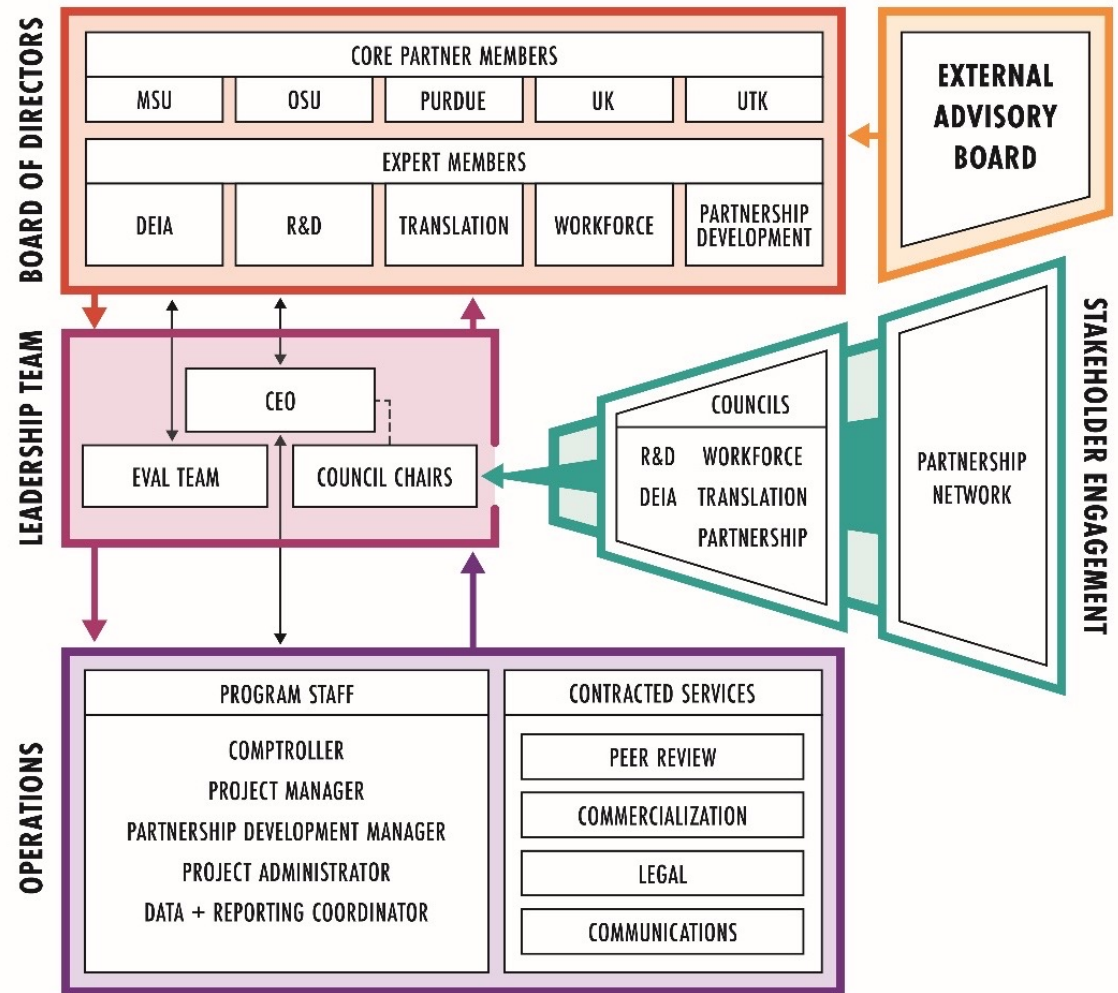 BOARD OF DIRECTORS
CORE PARTNER MEMBERS
MSU
OSU
PURDUE
UK
UTK
EXPERT MEMBERS
DEIA
R&D
TRANSLATION
WORKFORCE
PARTNERSHIP
DEVELOPMENT
EXTERNAL
ADVISORY
BOARD
LEADERSHIP TEAM
CEO
EVAL TEAM
COUNCIL CHAIRS
COUNCILS
R&D
WORKFORCE
DEIA
TRANSLATION
PARTNERSHIP
PARTNERSHIP
NETWORK
STAKEHOLDER ENGAGEMENT
OPERATIONS
PROGRAM STAFF
COMPTROLLER
PROJECT MANAGER
PARTNERSHIP DEVELOPMENT MANAGER
PROJECT ADMINISTRATOR
DATA + REPORTING COORDINATOR
CONTRACTED SERVICES
PEER REVIEW
COMMERCIALIZATION
LEGAL
COMMUNICATIONS